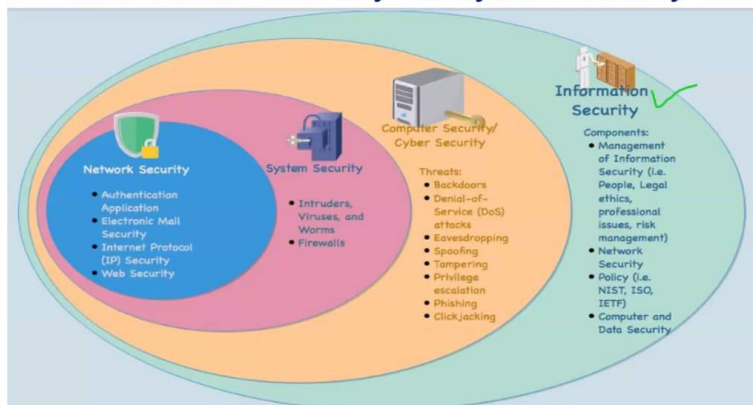 Network Security
• Authentication
Application
• Electronic Mail
Security
• Internet Protocol
(IP) Security
• Web Security
System Security
• Intruders,
Viruses, and
Worms
• Firewalls
Computer Security/
Cyber Security
Threats:
• Backdoors
• Denial-of-
Service (DoS)
attacks
• Eavesdropping
• Spoofing
• Tampering
• Privilege
escalation
• Phishing
• Clickjacking
Information
Security
Components:
• Management
of Information
Security (i.e.
People, Legal
ethics,
professional
issues, risk
management)
• Network
Security
• Policy (i.e.
NIST, ISO,
IETF)
• Computer and
Data Security